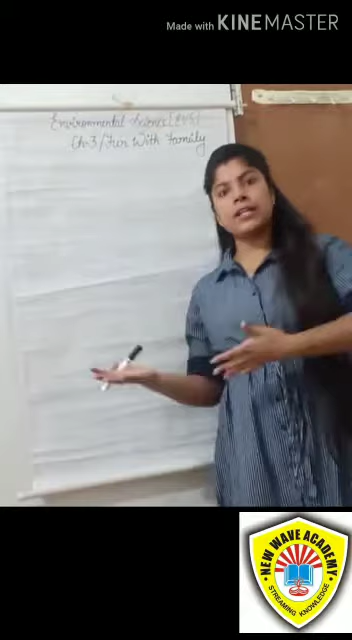 Made with KINEMASTER
Environmental Science [EVS]
Ch-3/Fun With Family
NEW WAVE ACADEMY
STREAMING KNOWLEDGE